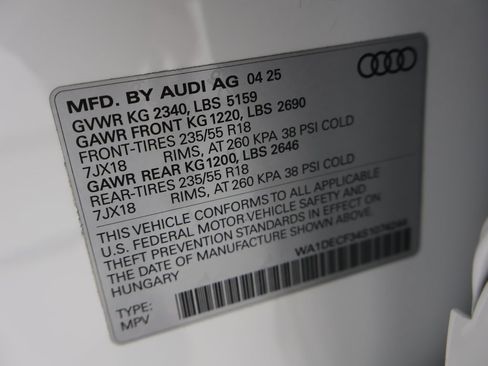 MFD. BY AUDI AG 04 25
GVWR KG 2340, LBS 5159
GAWR FRONT KG 1220, LBS 2690
FRONT-TIRES 235/55 R18
7JX18 RIMS, AT 260 KPA 38 PSI COLD
GAWR REAR KG1200, LBS 2646
REAR-TIRES 235/55 R18
7JX18 RIMS, AT 260 KPA 38 PSI COLD
THIS VEHICLE CONFORMS TO ALL APPLICABLE
U.S. FEDERAL MOTOR VEHICLE SAFETY AND
THEFT PREVENTION STANDARDS IN EFFECT ON
THE DATE OF MANUFACTURE SHOWN ABOVE.
HUNGARY
TYPE:
MPV